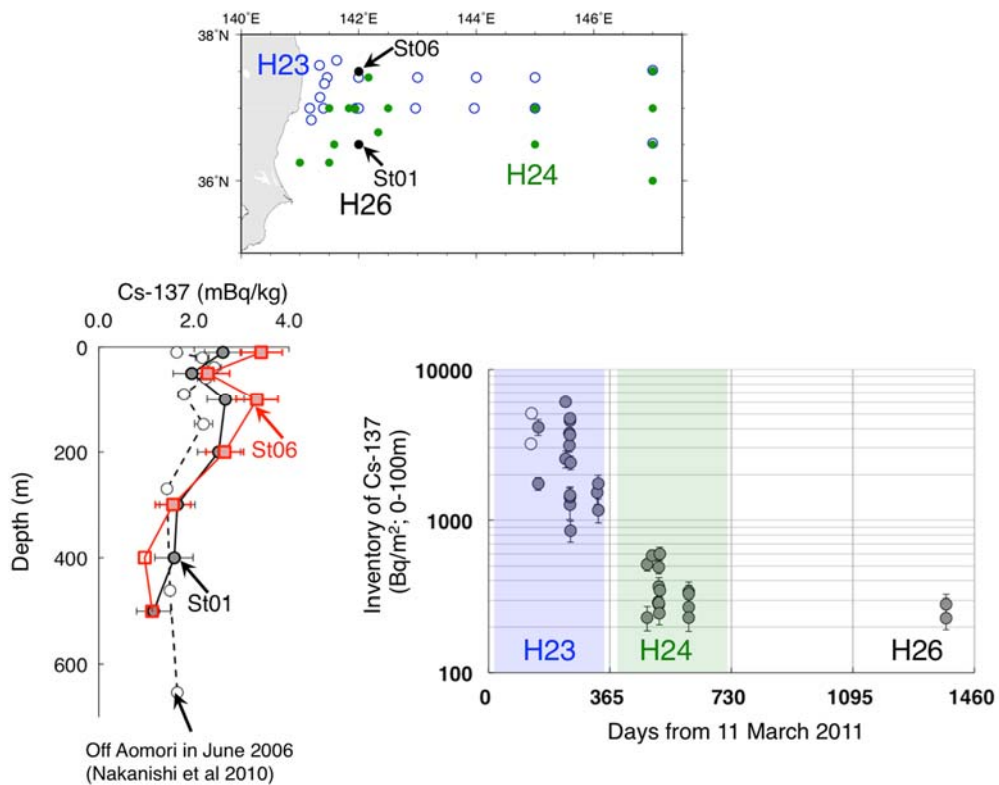 140°E 142°E 144°E 146°E
38°N
St06
H23
36°N
St01
H24
H26
Cs-137 (mBq/kg)
0.0 2.0 4.0
0
200
400
600
Depth (m)
St06
St01
Off Aomori in June 2006
(Nakanishi et al 2010)
Inventory of Cs-137
(Bq/m²; 0-100m)
10000
1000
100
H23 H24 H26
0 365 730 1095 1460
Days from 11 March 2011